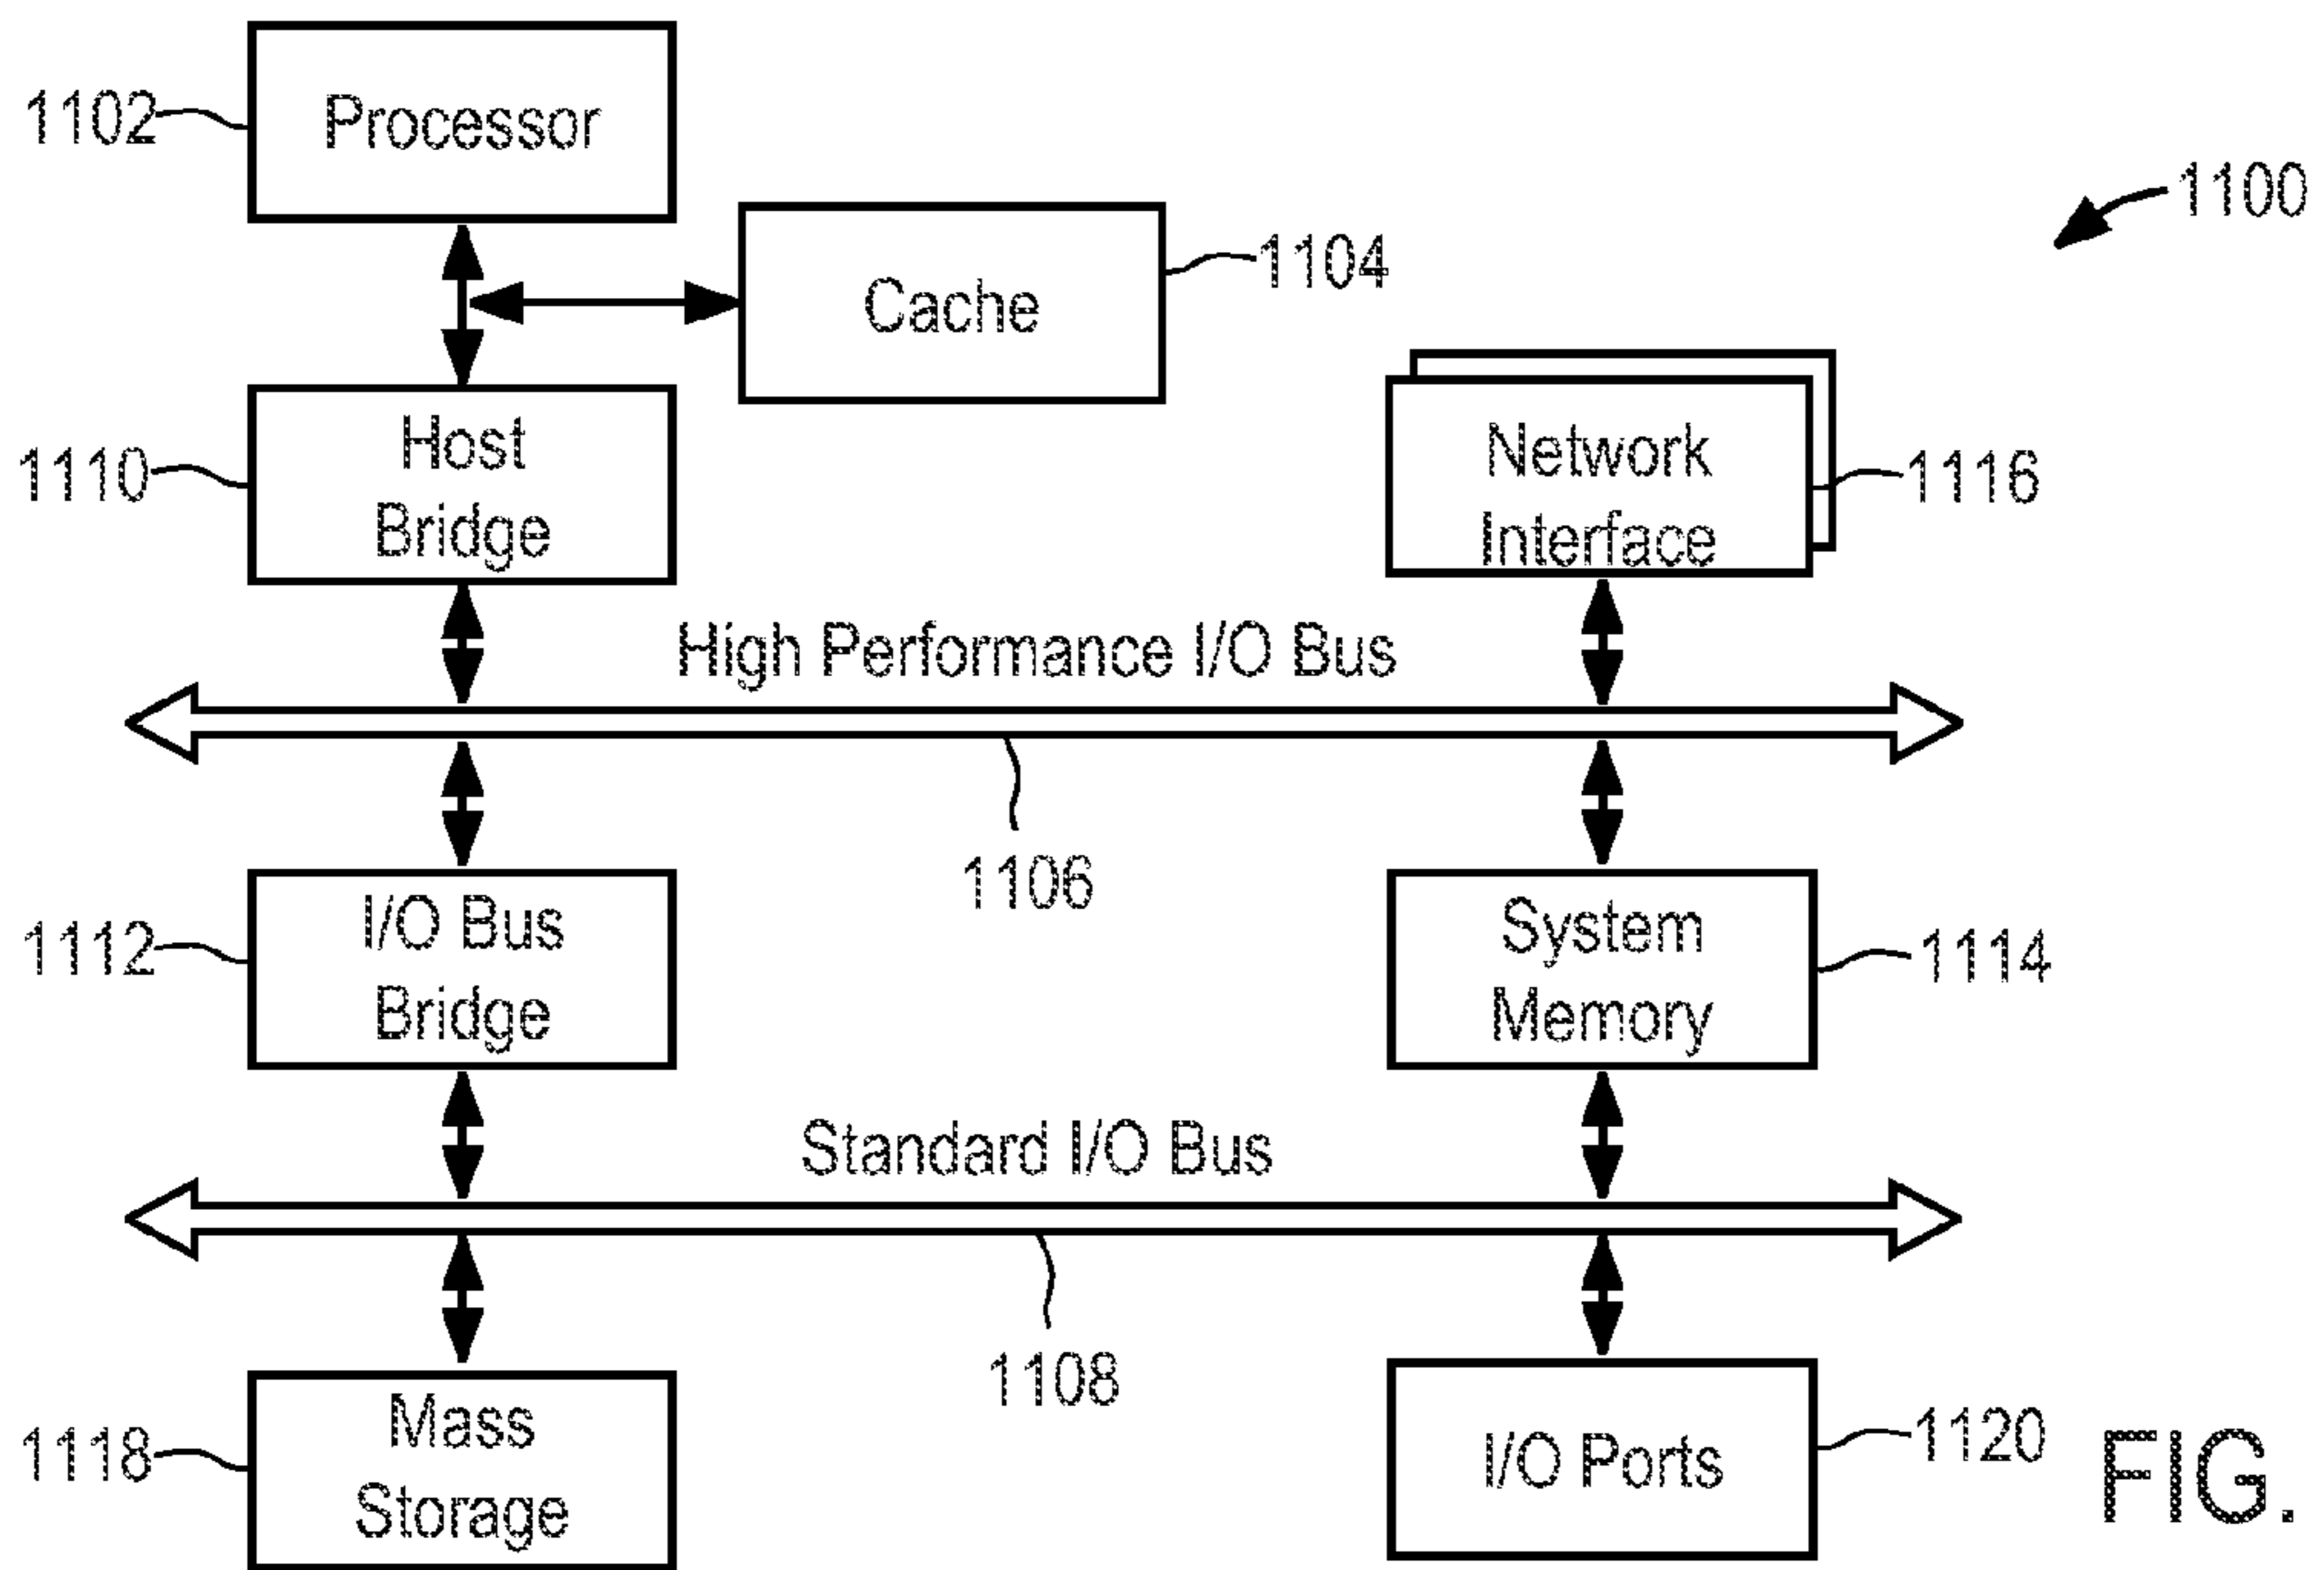 1102
Processor
1100
1104
Cache
Host
Bridge
1110
Network
Interface
1116
High Performance I/O Bus
1106
I/O Bus
Bridge
1112
System
Memory
1114
Standard I/O Bus
1108
Mass
Storage
1118
I/O Ports
1120
FIG.